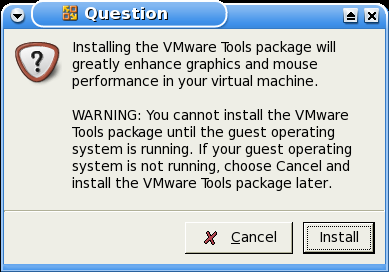 Question
Installing the VMware Tools package will
greatly enhance graphics and mouse
performance in your virtual machine.
WARNING: You cannot install the VMware
Tools package until the guest operating
system is running. If your guest operating
system is not running, choose Cancel and
install the VMware Tools package later.
Cancel
Install